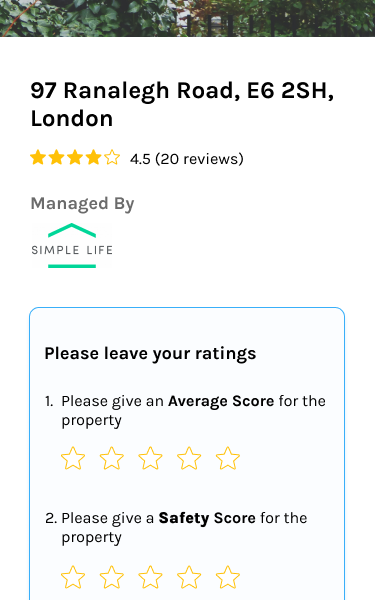 97 Ranalegh Road, E6 2SH,
London
4.5 (20 reviews)
Managed By
SIMPLE LIFE
Please leave your ratings
1. Please give an Average Score for the
property
2. Please give a Safety Score for the
property